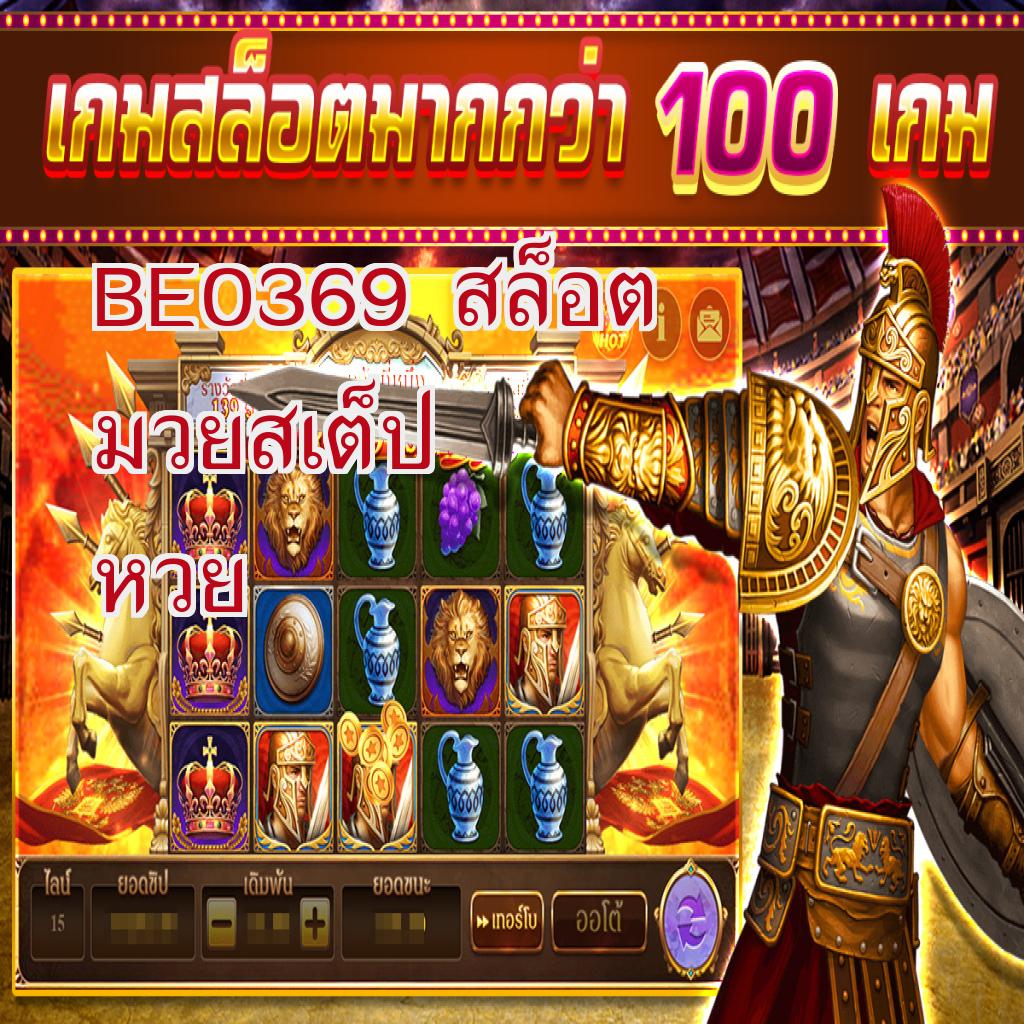 เกมสล็อตมากกว่า 100 เกม
BE0369 สล็อต
HOT
มวยสเต็ป
หวย
ไลน์ ยอดชิป เดิมพัน ยอดชนะ
15 เทอร์โบ ออโต้